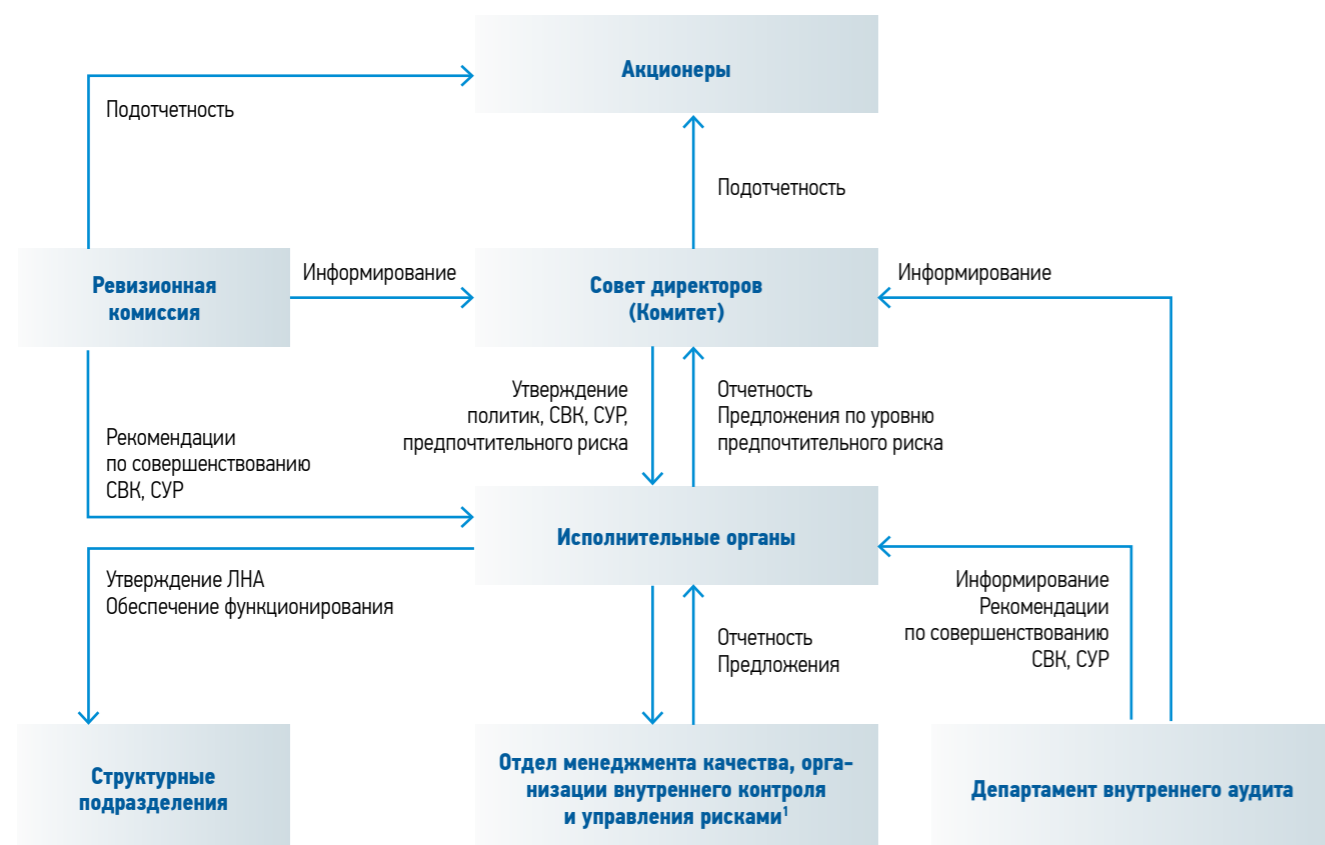 Акционеры
Подотчетность
Подотчетность
Ревизионная
комиссия
Информирование
Совет директоров
(Комитет)
Информирование
Утверждение
политик, СВК, СУР,
предпочтительного риска
Отчетность
Предложения по уровню
предпочтительного риска
Рекомендации
по совершенствованию
СВК, СУР
Исполнительные органы
Утверждение ЛНА
Обеспечение функционирования
Информирование
Рекомендации
по совершенствованию
СВК, СУР
Отчетность
Предложения
Структурные
подразделения
Отдел менеджмента качества, орга-
низации внутреннего контроля
и управления рисками¹
Департамент внутреннего аудита